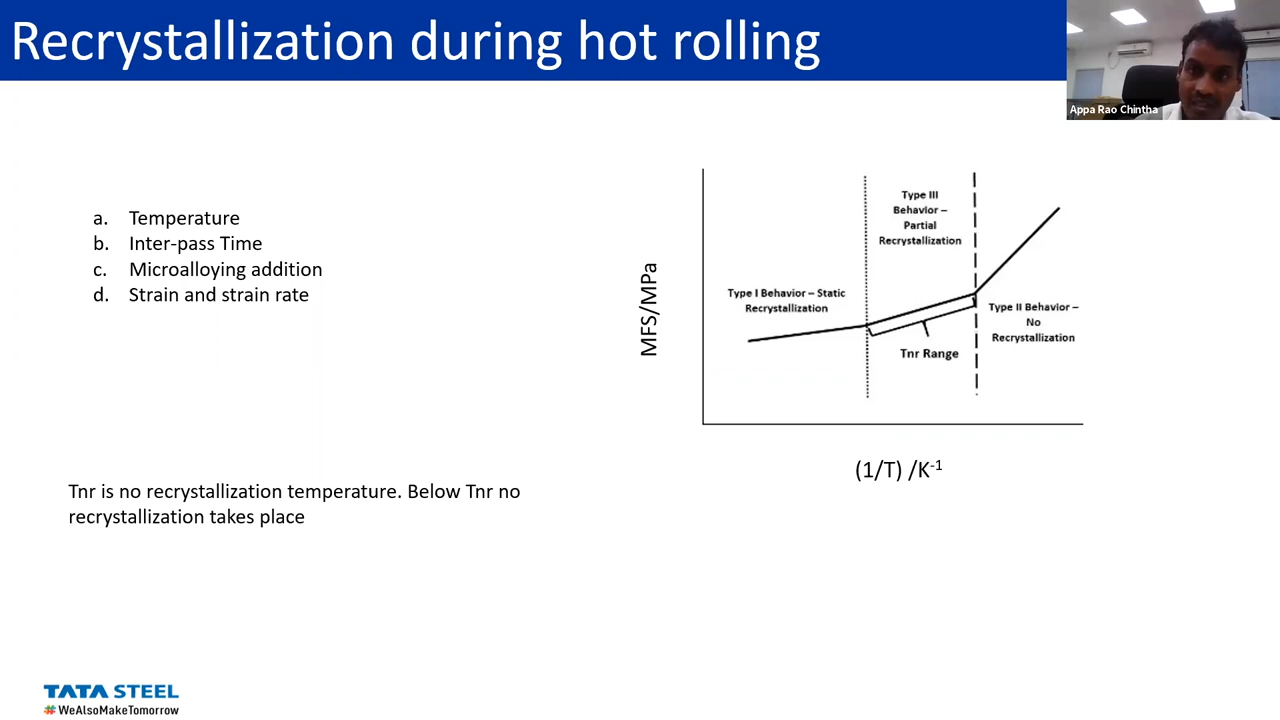 Recrystallization during hot rolling
Appa Rao Chintha
a. Temperature
b. Inter-pass Time
c. Microalloying addition
d. Strain and strain rate
Tnr is no recrystallization temperature. Below Tnr no
recrystallization takes place
MFS/MPa
Type I Behavior – Static
Recrystallization
Type III
Behavior –
Partial
Recrystallization
Type II Behavior –
No
Recrystallization
Tnr Range
(1/T) /K⁻¹
TATA STEEL
#WeAlsoMakeTomorrow